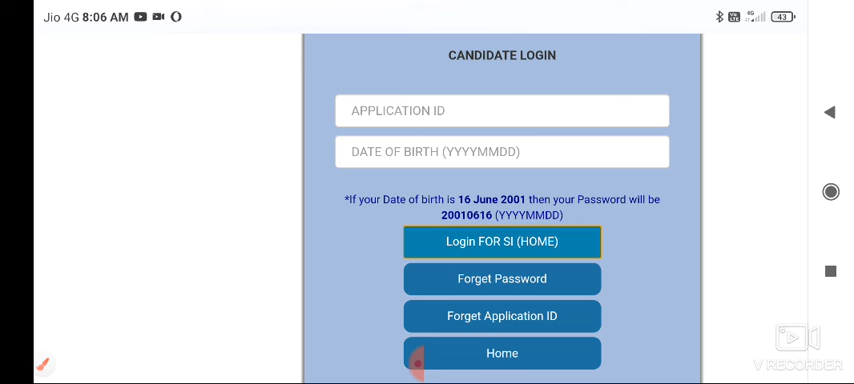 Jio 4G 8:06 AM
4G
43
CANDIDATE LOGIN
APPLICATION ID
DATE OF BIRTH (YYYYMMDD)
*If your Date of birth is 16 June 2001 then your Password will be
20010616 (YYYYMMDD)
Login FOR SI (HOME)
Forget Password
Forget Application ID
Home
V RECORDER